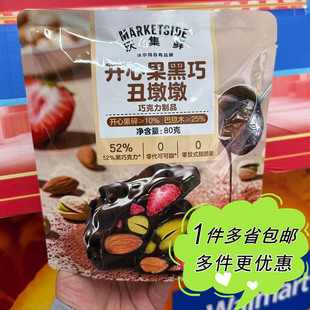 MARKETSIDE
沃集鲜
沃尔玛自有品牌
开心果黑巧
丑墩墩
巧克力制品
开心果碎≥10% 巴旦木≥25%
净含量:80克
52% 0 0
52%黑巧克力* 零代可可脂* 零反式脂肪酸
1件多省包邮
多件更优惠
Walmart